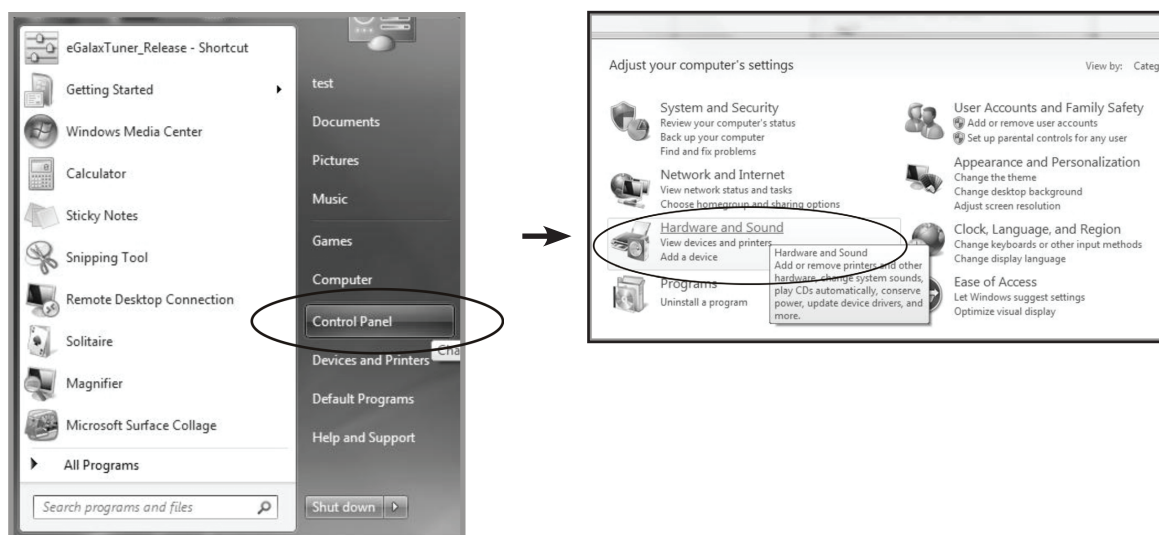 eGalaxTuner_Release - Shortcut
Getting Started
Windows Media Center
Calculator
Sticky Notes
Snipping Tool
Remote Desktop Connection
Solitaire
Magnifier
Microsoft Surface Collage
All Programs
Search programs and files
test
Documents
Pictures
Music
Games
Computer
Control Panel
Devices and Printers
Default Programs
Help and Support
Shut down
Adjust your computer's settings
View by:
System and Security
Review your computer's status
Back up your computer
Find and fix problems
Network and Internet
View network status and tasks
Choose homegroup and sharing options
Hardware and Sound
View devices and printers
Add a device
Programs
Uninstall a program
Hardware and Sound
Add or remove printers and other
hardware, change system sounds,
play CDs automatically, conserve
power, update device drivers, and
more.
User Accounts and Family Safety
Add or remove user accounts
Set up parental controls for any user
Appearance and Personalization
Change the theme
Change desktop background
Adjust screen resolution
Clock, Language, and Region
Change keyboards or other input methods
Change display language
Ease of Access
Let Windows suggest settings
Optimize visual display